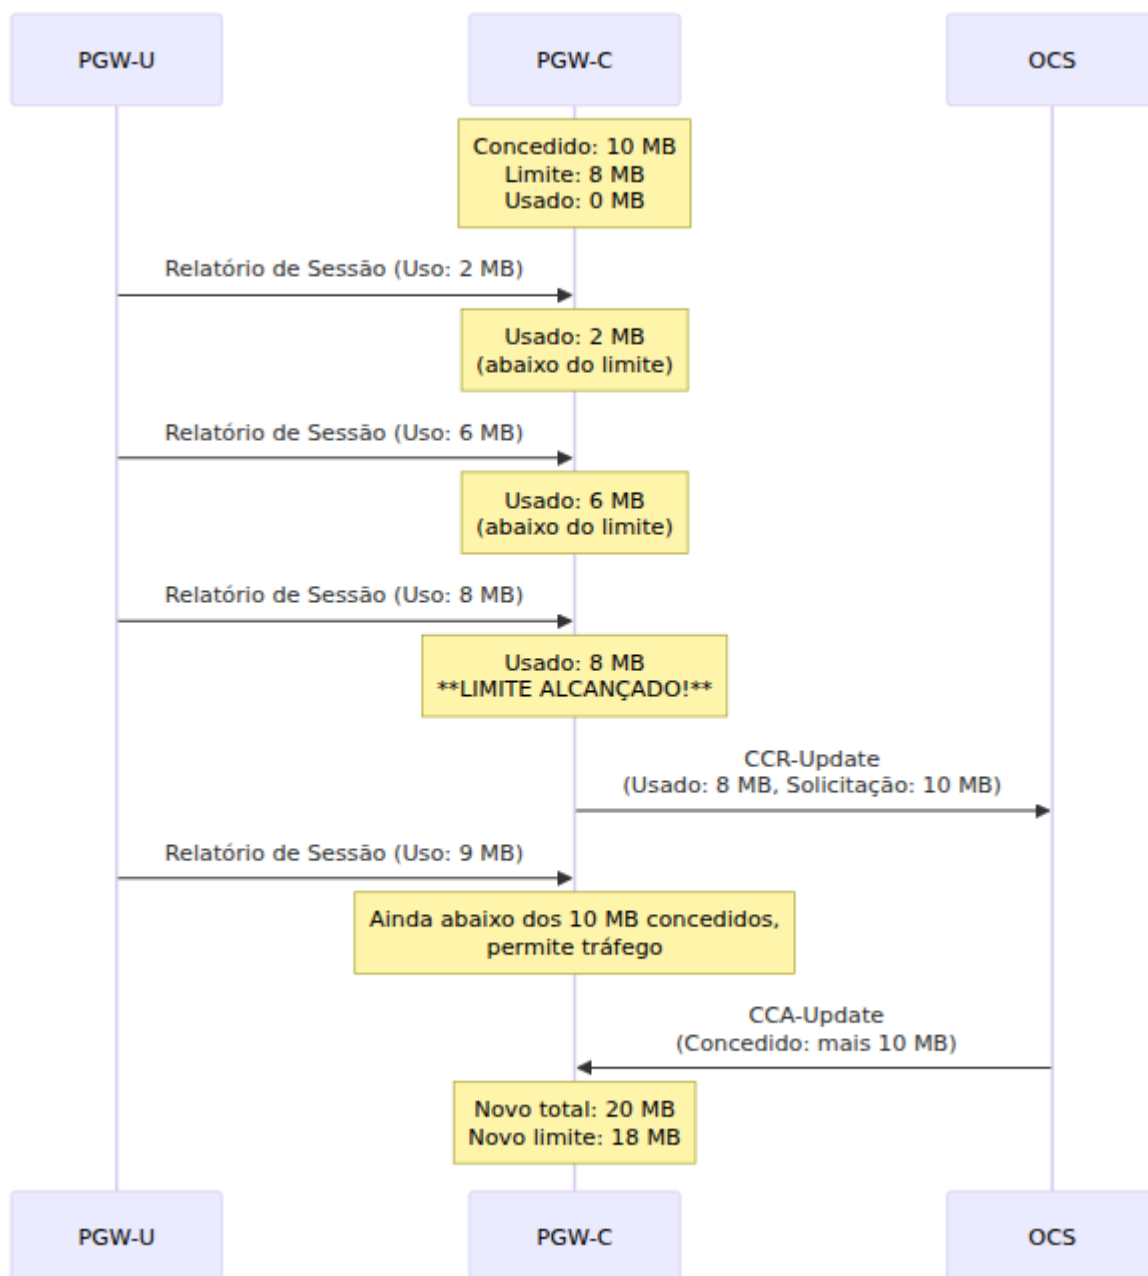 PGW-U
PGW-C
OCS
Concedido: 10 MB
Limite: 8 MB
Usado: 0 MB
Relatório de Sessão (Uso: 2 MB)
Usado: 2 MB
(abaixo do limite)
Relatório de Sessão (Uso: 6 MB)
Usado: 6 MB
(abaixo do limite)
Relatório de Sessão (Uso: 8 MB)
Usado: 8 MB
**LIMITE ALCANÇADO!**
CCR-Update
(Usado: 8 MB, Solicitação: 10 MB)
Relatório de Sessão (Uso: 9 MB)
Ainda abaixo dos 10 MB concedidos,
permite tráfego
CCA-Update
(Concedido: mais 10 MB)
Novo total: 20 MB
Novo limite: 18 MB
PGW-U
PGW-C
OCS